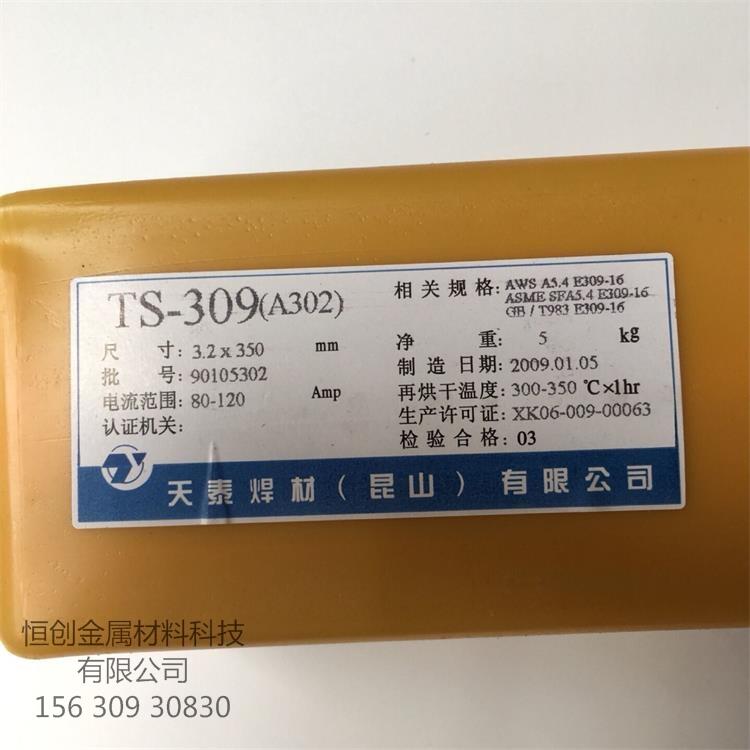 TS-309(A302)
尺 寸: 3.2 x 350 mm
批 号: 90105302
电流范围: 80-120 Amp
认证机关:
相关规格: AWS A5.4 E309-16
ASME SFA5.4 E309-16
GB / T983 E309-16
净 重: 5 kg
制造日期: 2009.01.05
再烘干温度: 300-350 ℃×1hr
生产许可证: XK06-009-00063
检验合格: 03
天泰焊材(昆山)有限公司
恒创金属材料科技
有限公司
156 309 30830